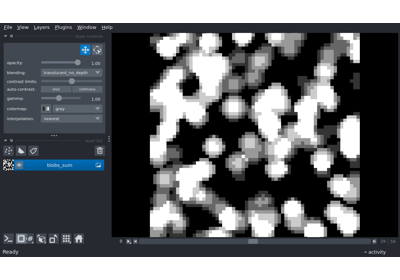 File View Layers Plugins Window Help
opacity: 1.00
blending: translucent_no_depth
contrast limits:
auto-contrast: once continuous
gamma: 1.00
colormap: gray
interpolation: nearest
blobs_sum
Ready
activity